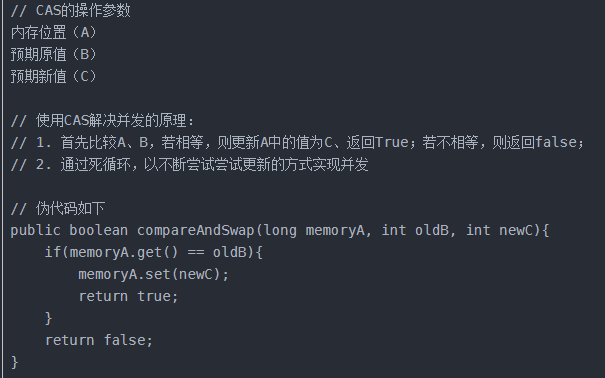 // CAS的操作参数
内存位置（A）
预期原值（B）
预期新值（C）

// 使用CAS解决并发的原理：
// 1. 首先比较A、B，若相等，则更新A中的值为C、返回True；若不相等，则返回false；
// 2. 通过死循环，以不断尝试尝试更新的方式实现并发

// 伪代码如下
public boolean compareAndSwap(long memoryA, int oldB, int newC){
    if(memoryA.get() == oldB){
        memoryA.set(newC);
        return true;
    }
    return false;
}